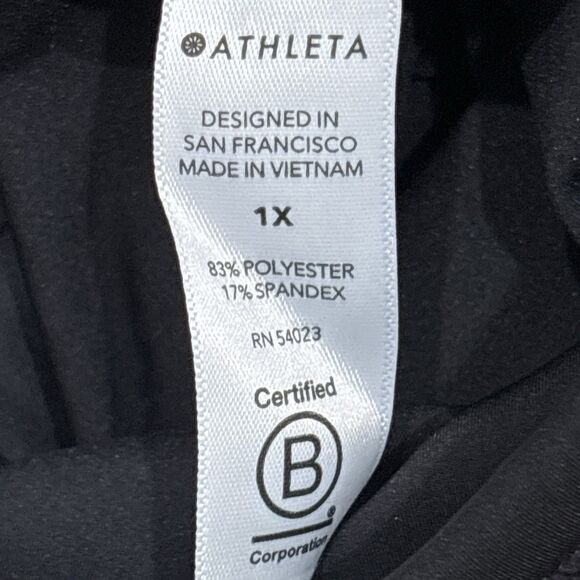 ATHLETA
DESIGNED IN
SAN FRANCISCO
MADE IN VIETNAM
1X
83% POLYESTER
17% SPANDEX
RN 54023
Certified
B
®
Corporation